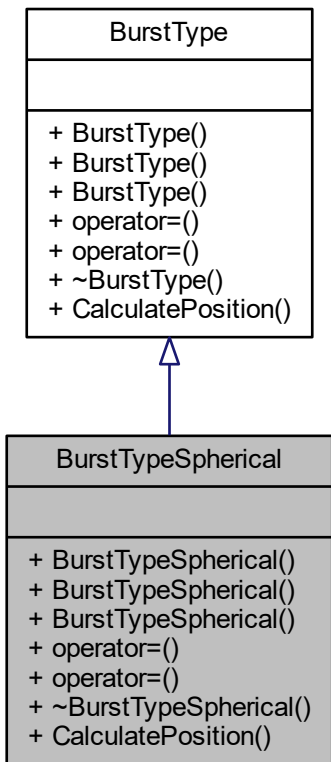 BurstType
+ BurstType()
+ BurstType()
+ BurstType()
+ operator=()
+ operator=()
+ ~BurstType()
+ CalculatePosition()
BurstTypeSpherical
+ BurstTypeSpherical()
+ BurstTypeSpherical()
+ BurstTypeSpherical()
+ operator=()
+ operator=()
+ ~BurstTypeSpherical()
+ CalculatePosition()